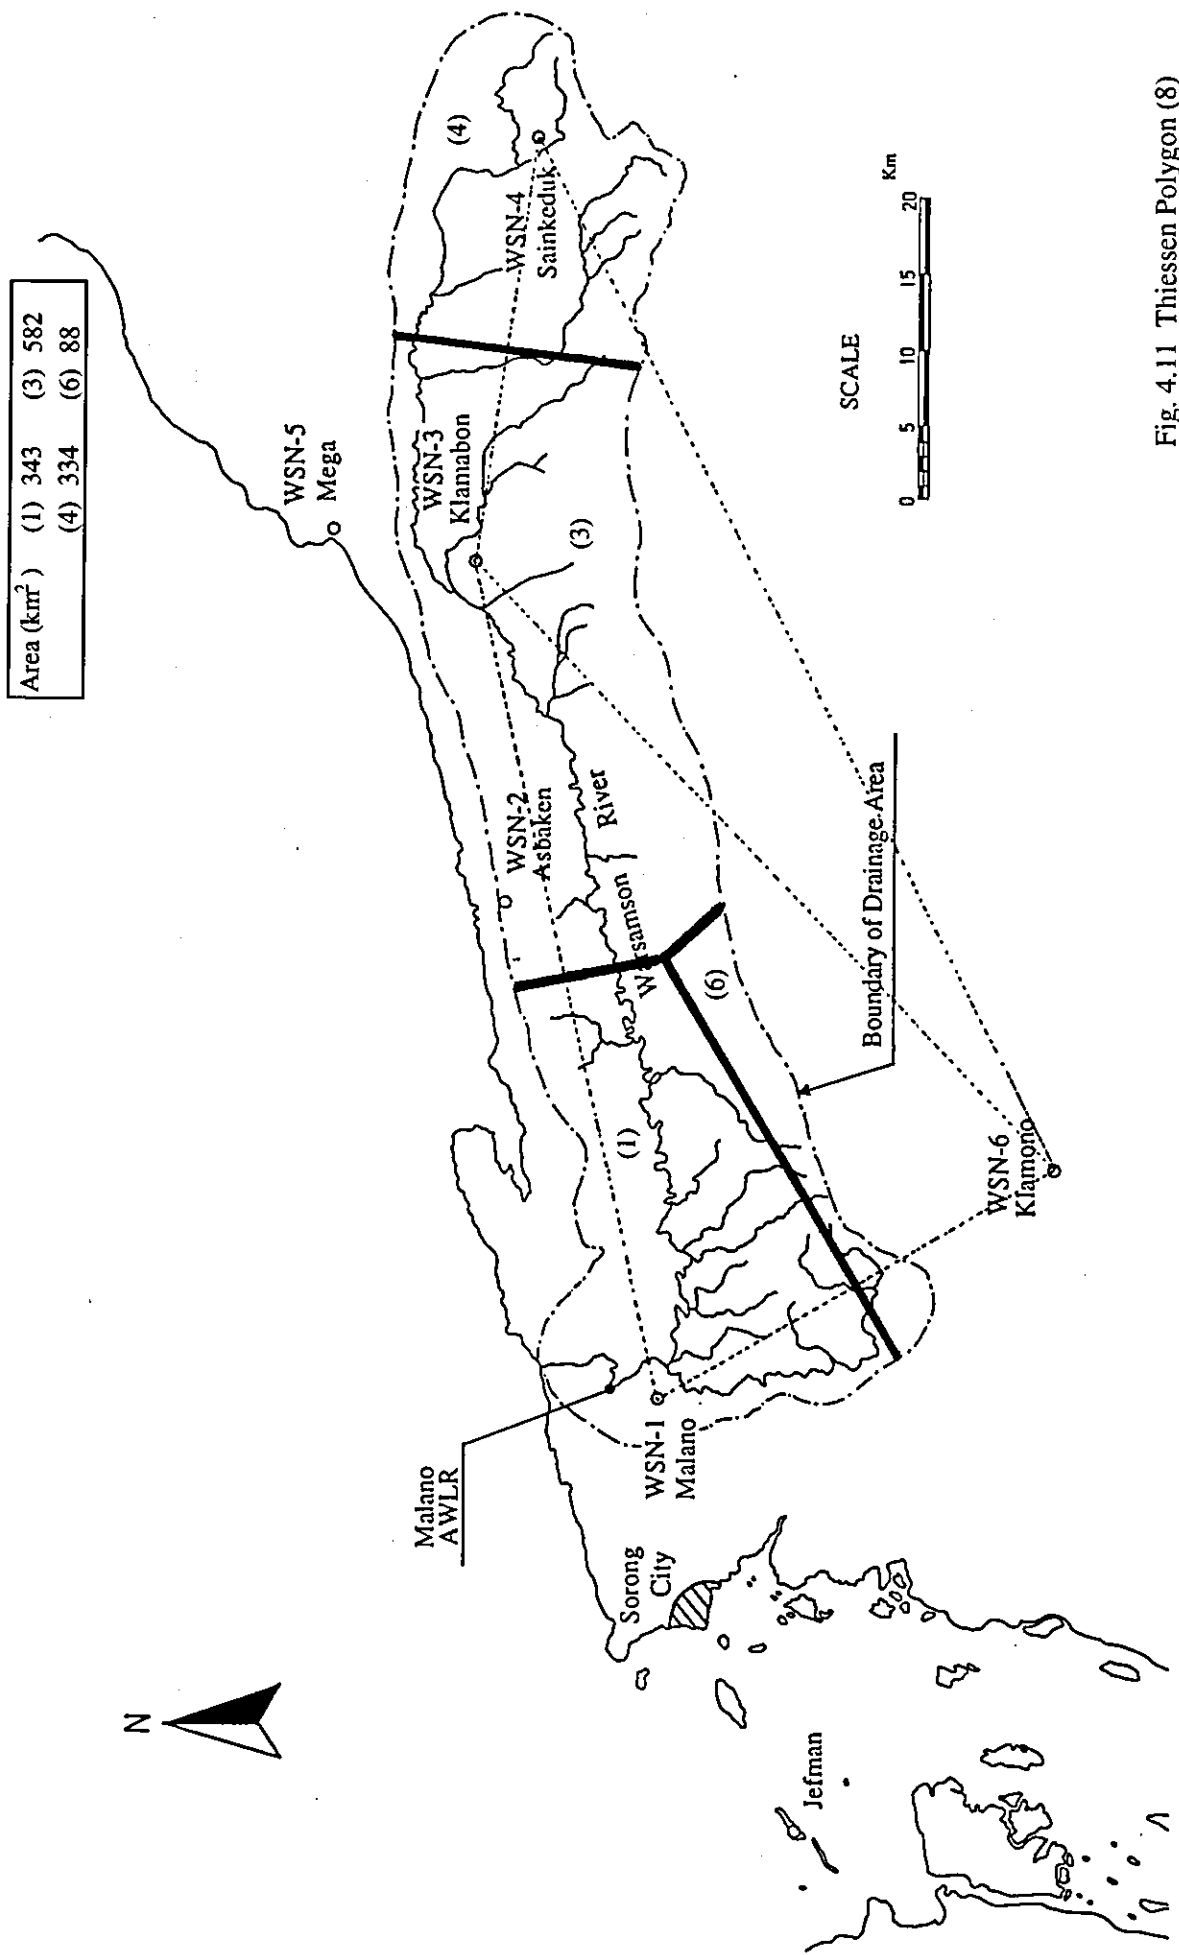 Area (km²) (1) 343 (3) 582
(4) 334 (6) 88
N
WSN-5
Mega
Malano
AWLR
WSN-2
Asbaken
WSN-3
Klamabon
(4)
WSN-4
Sainkeduk
Sorong
City
WSN-1
Malano
(1)
Warsamson
River
(3)
(6)
Jefman
Boundary of Drainage Area
WSN-6
Klamono
SCALE
0 5 10 15 20 Km
Fig. 4.11 Thiessen Polygon (8)